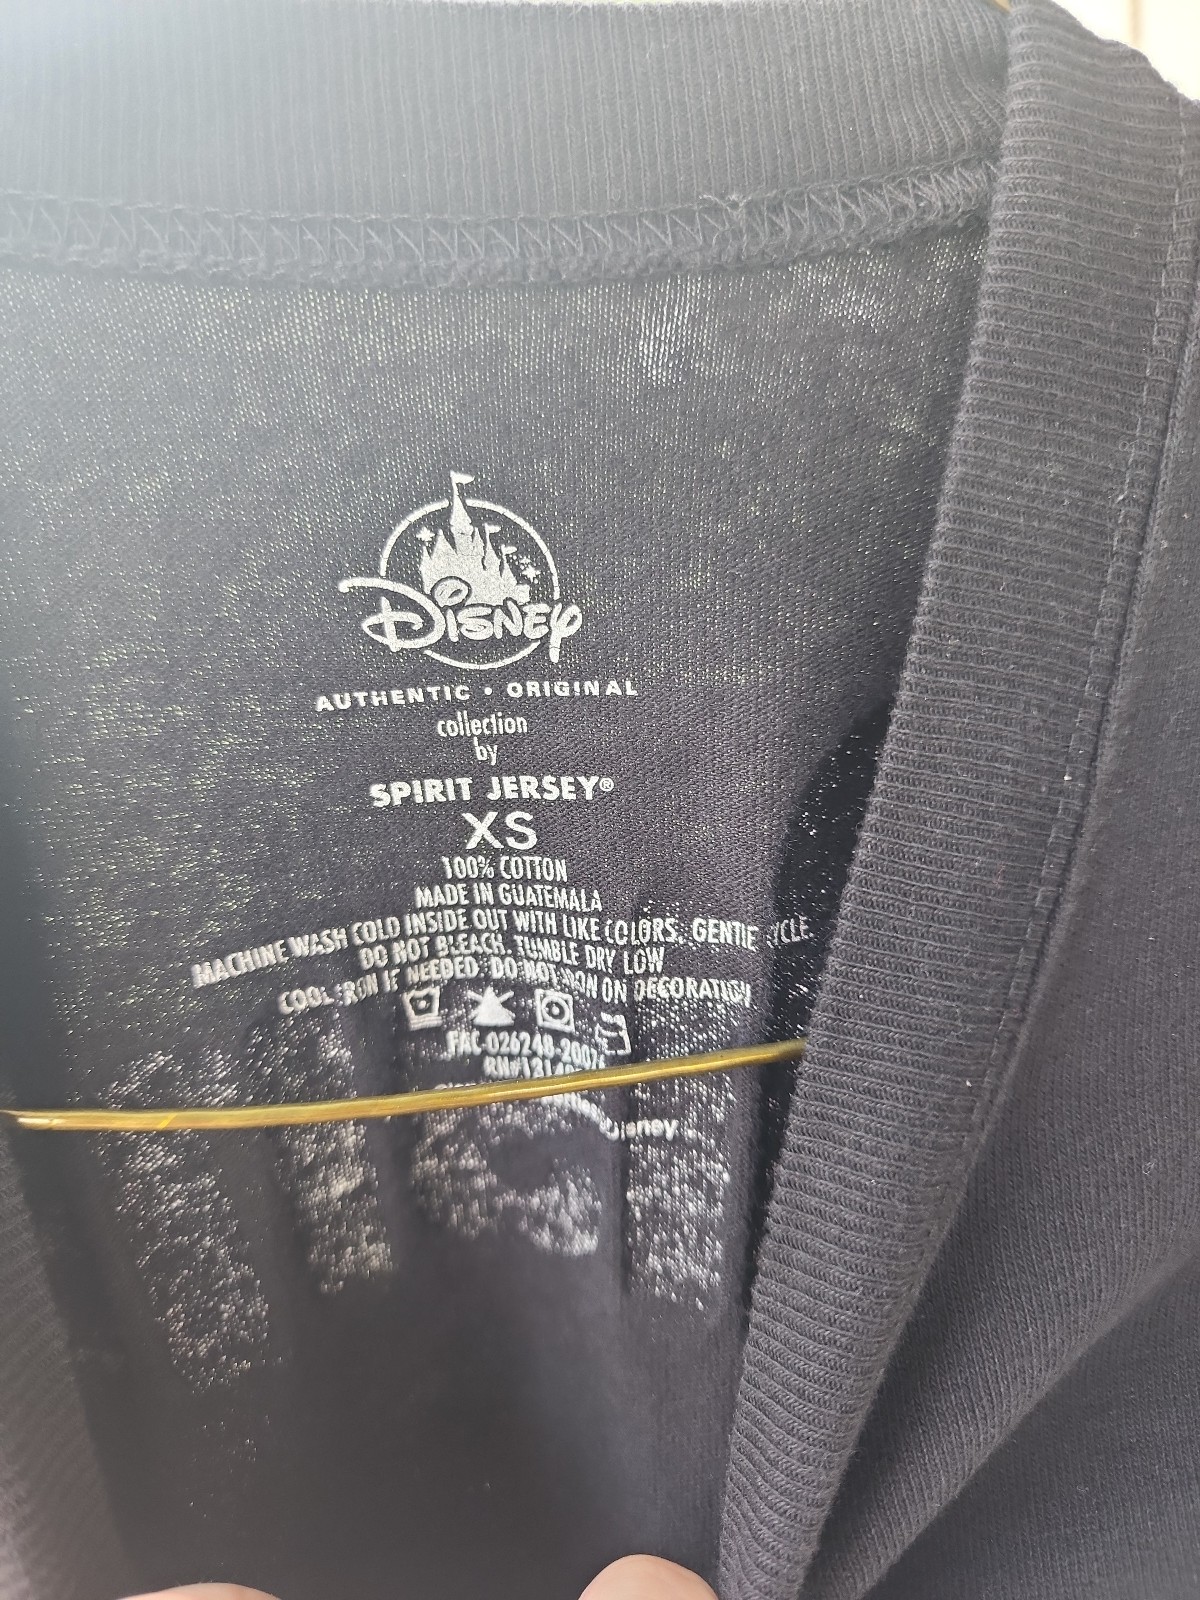 Disney
AUTHENTIC • ORIGINAL
collection
by
SPIRIT JERSEY®
XS
100% COTTON
MADE IN GUATEMALA
MACHINE WASH COLD INSIDE OUT WITH LIKE COLORS. GENTLE
DO NOT BLEACH. TUMBLE DRY LOW
COOL IRON IF NEEDED. DO NOT IRON ON DECORATION
FAC-026248-2007
Disney